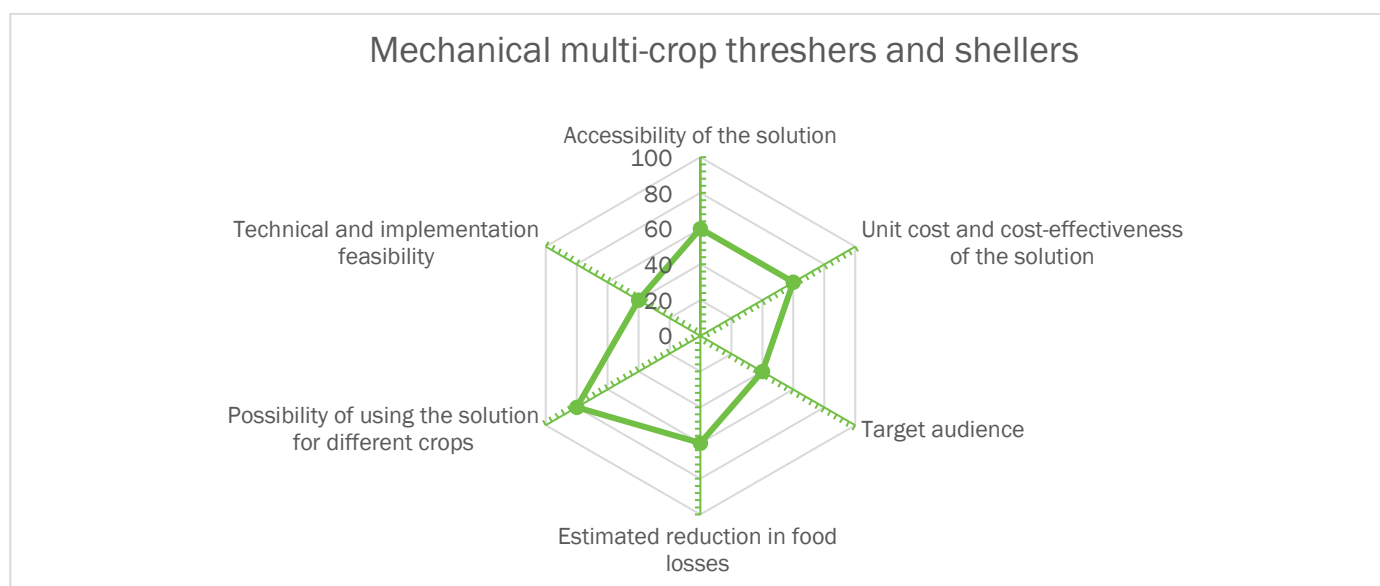 Mechanical multi-crop threshers and shellers
Accessibility of the solution
100
80
60
40
20
0
Unit cost and cost-effectiveness
of the solution
Target audience
Estimated reduction in food
losses
Possibility of using the solution
for different crops
Technical and implementation
feasibility